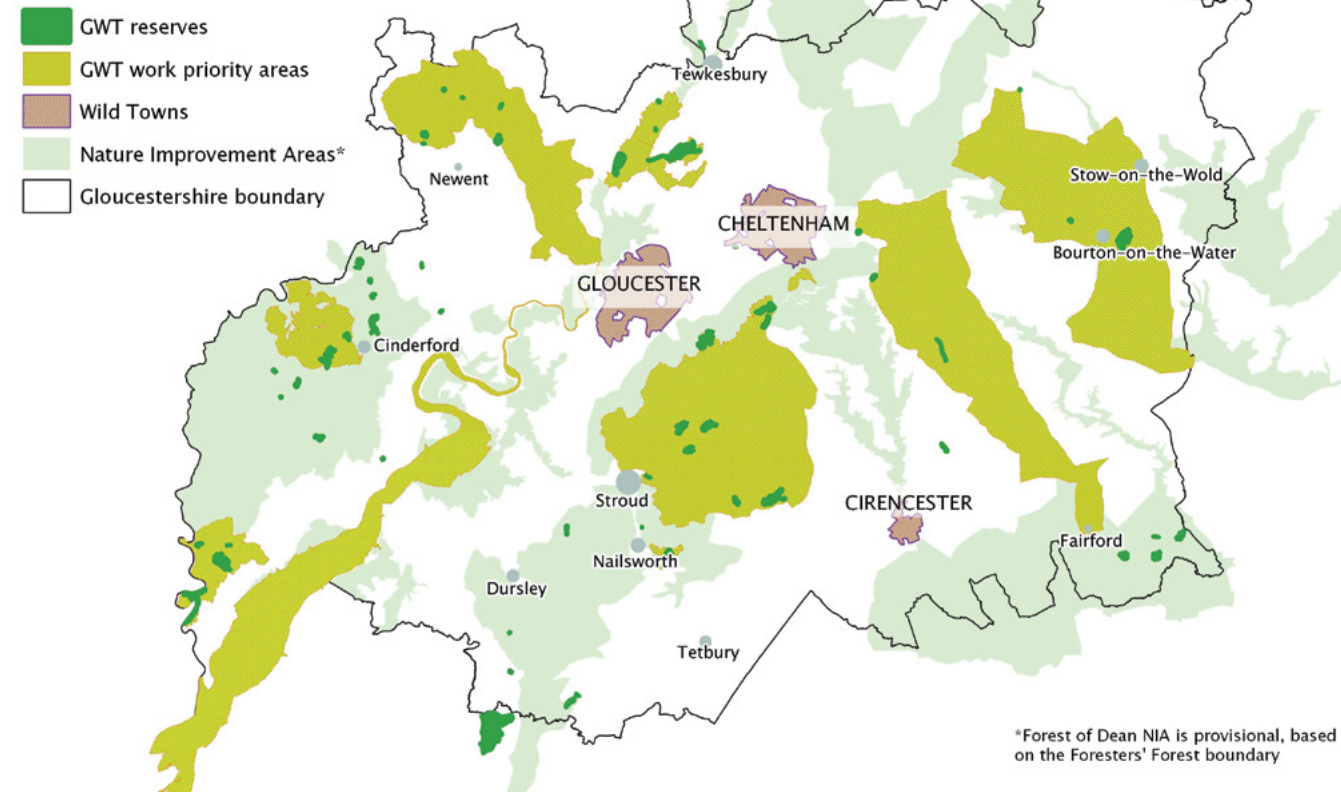 GWT reserves
GWT work priority areas
Wild Towns
Nature Improvement Areas*
Gloucestershire boundary
Tewkesbury
Newent
Stow-on-the-Wold
CHELTENHAM
Bourton-on-the-Water
GLOUCESTER
Cinderford
Stroud
CIRENCESTER
Fairford
Nailsworth
Dursley
Tetbury
*Forest of Dean NIA is provisional, based
on the Foresters' Forest boundary